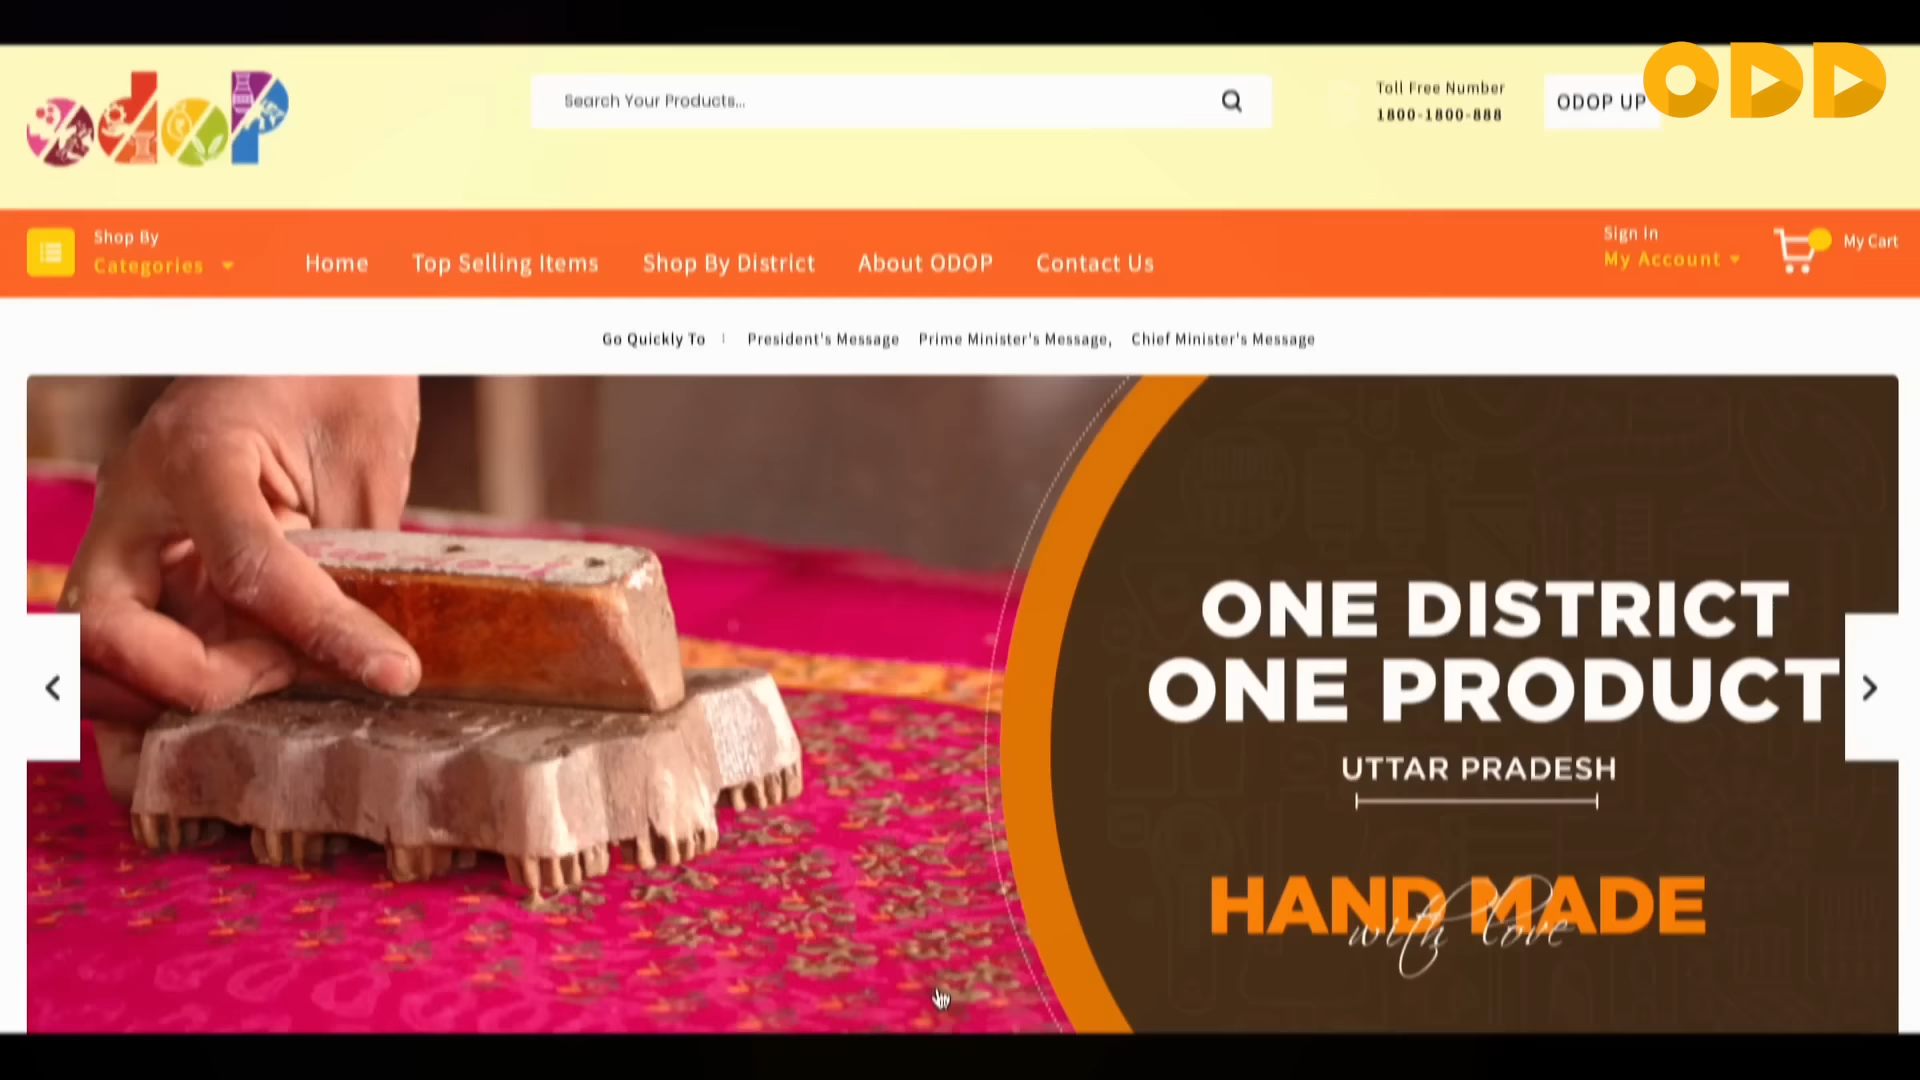 odop
Search Your Products...
Toll Free Number
1800-1800-888
ODOP UP
ODD
Shop By
Categories
Home
Top Selling Items
Shop By District
About ODOP
Contact Us
Sign In
My Account
My Cart
Go Quickly To
President's Message
Prime Minister's Message,
Chief Minister's Message
ONE DISTRICT
ONE PRODUCT
UTTAR PRADESH
HAND MADE
with love